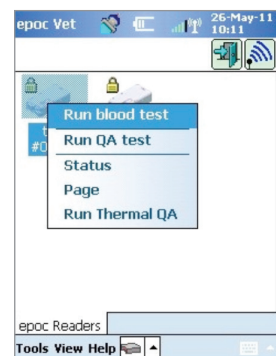 epoc Vet 26-May-11
10:11
Run blood test
Run QA test
Status
Page
Run Thermal QA
epoc Readers
Tools View Help